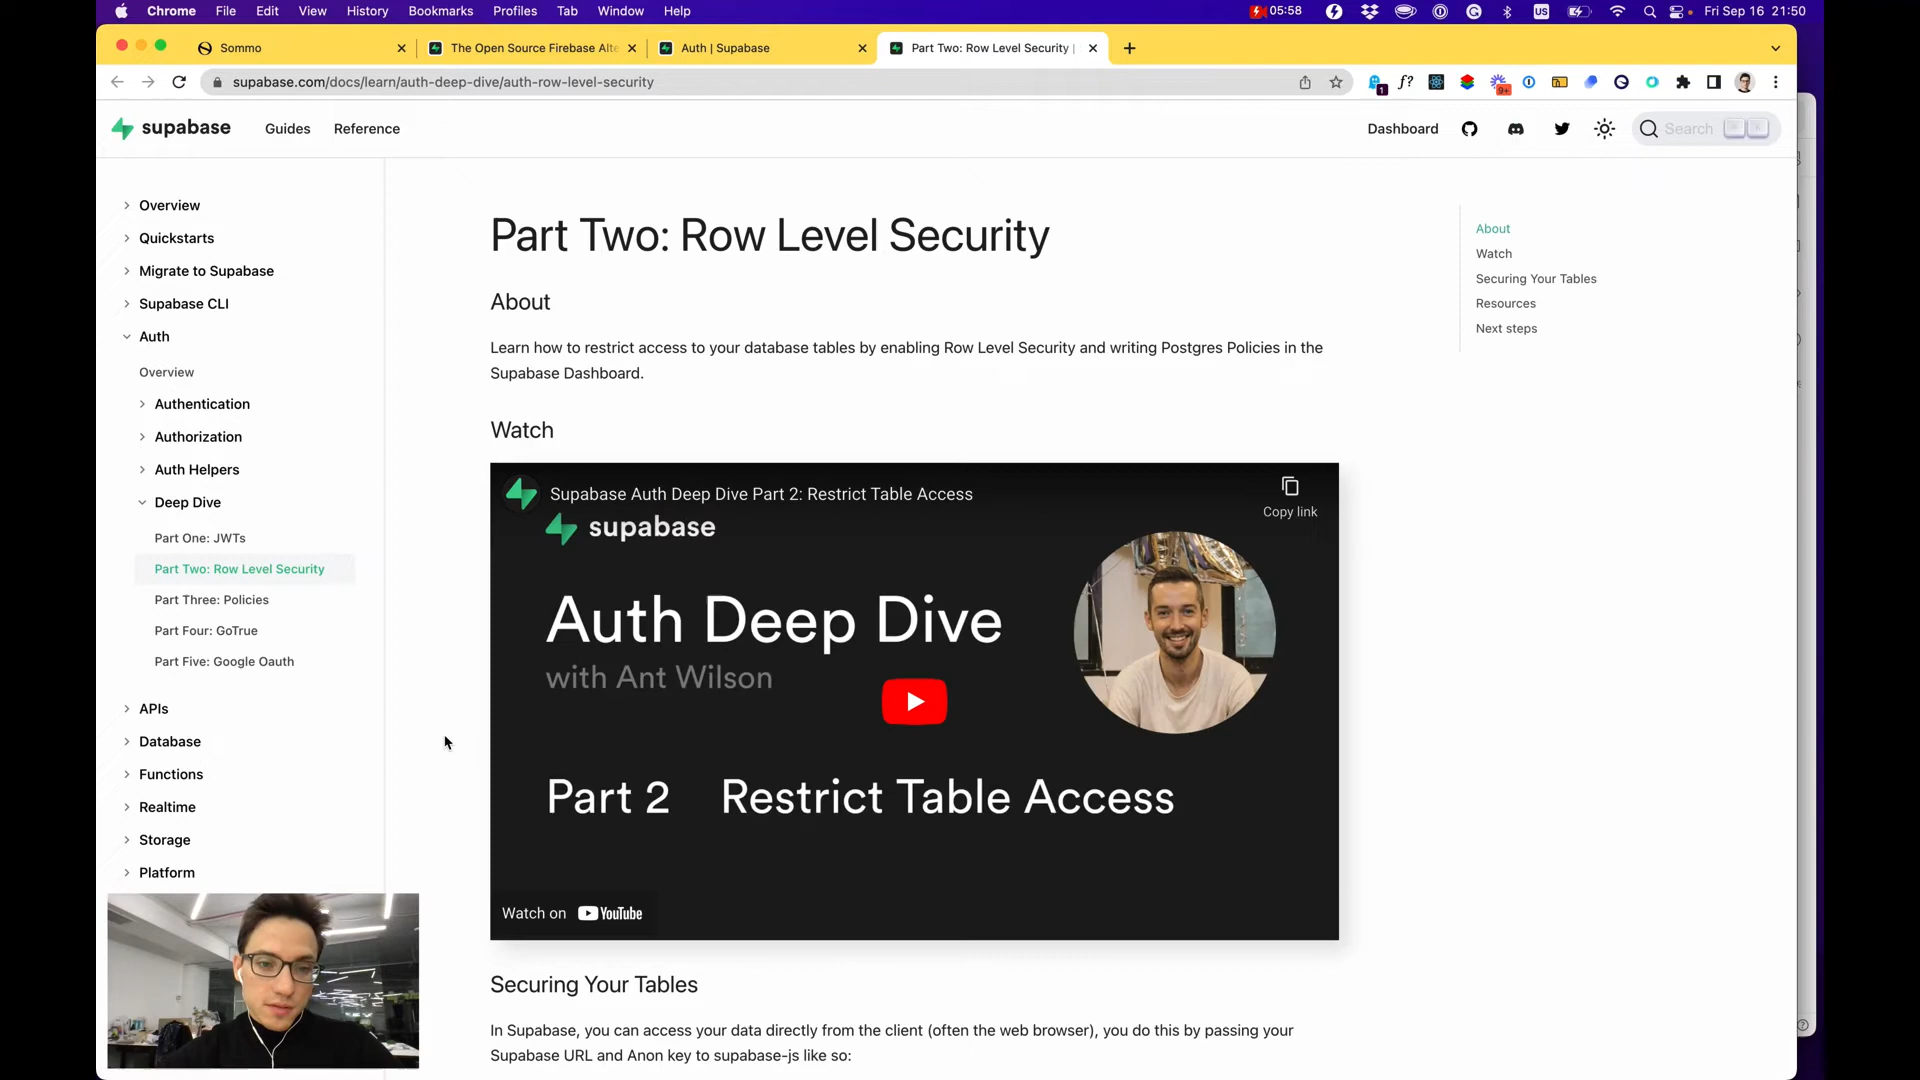 Chrome File Edit View History Bookmarks Profiles Tab Window Help 05:58 US Fri Sep 16 21:50
Sommo The Open Source Firebase Alte Auth | Supabase Part Two: Row Level Security |
supabase.com/docs/learn/auth-deep-dive/auth-row-level-security f? 1 9+
supabase Guides Reference Dashboard Search
Overview
Quickstarts
Migrate to Supabase
Supabase CLI
Auth
Overview
Authentication
Authorization
Auth Helpers
Deep Dive
Part One: JWTs
Part Two: Row Level Security
Part Three: Policies
Part Four: GoTrue
Part Five: Google Oauth
APIs
Database
Functions
Realtime
Storage
Platform
Part Two: Row Level Security
About
Learn how to restrict access to your database tables by enabling Row Level Security and writing Postgres Policies in the
Supabase Dashboard.
Watch
Supabase Auth Deep Dive Part 2: Restrict Table Access
Copy link
supabase
Auth Deep Dive
with Ant Wilson
Part 2 Restrict Table Access
Watch on YouTube
Securing Your Tables
In Supabase, you can access your data directly from the client (often the web browser), you do this by passing your
Supabase URL and Anon key to supabase-js like so:
About
Watch
Securing Your Tables
Resources
Next steps